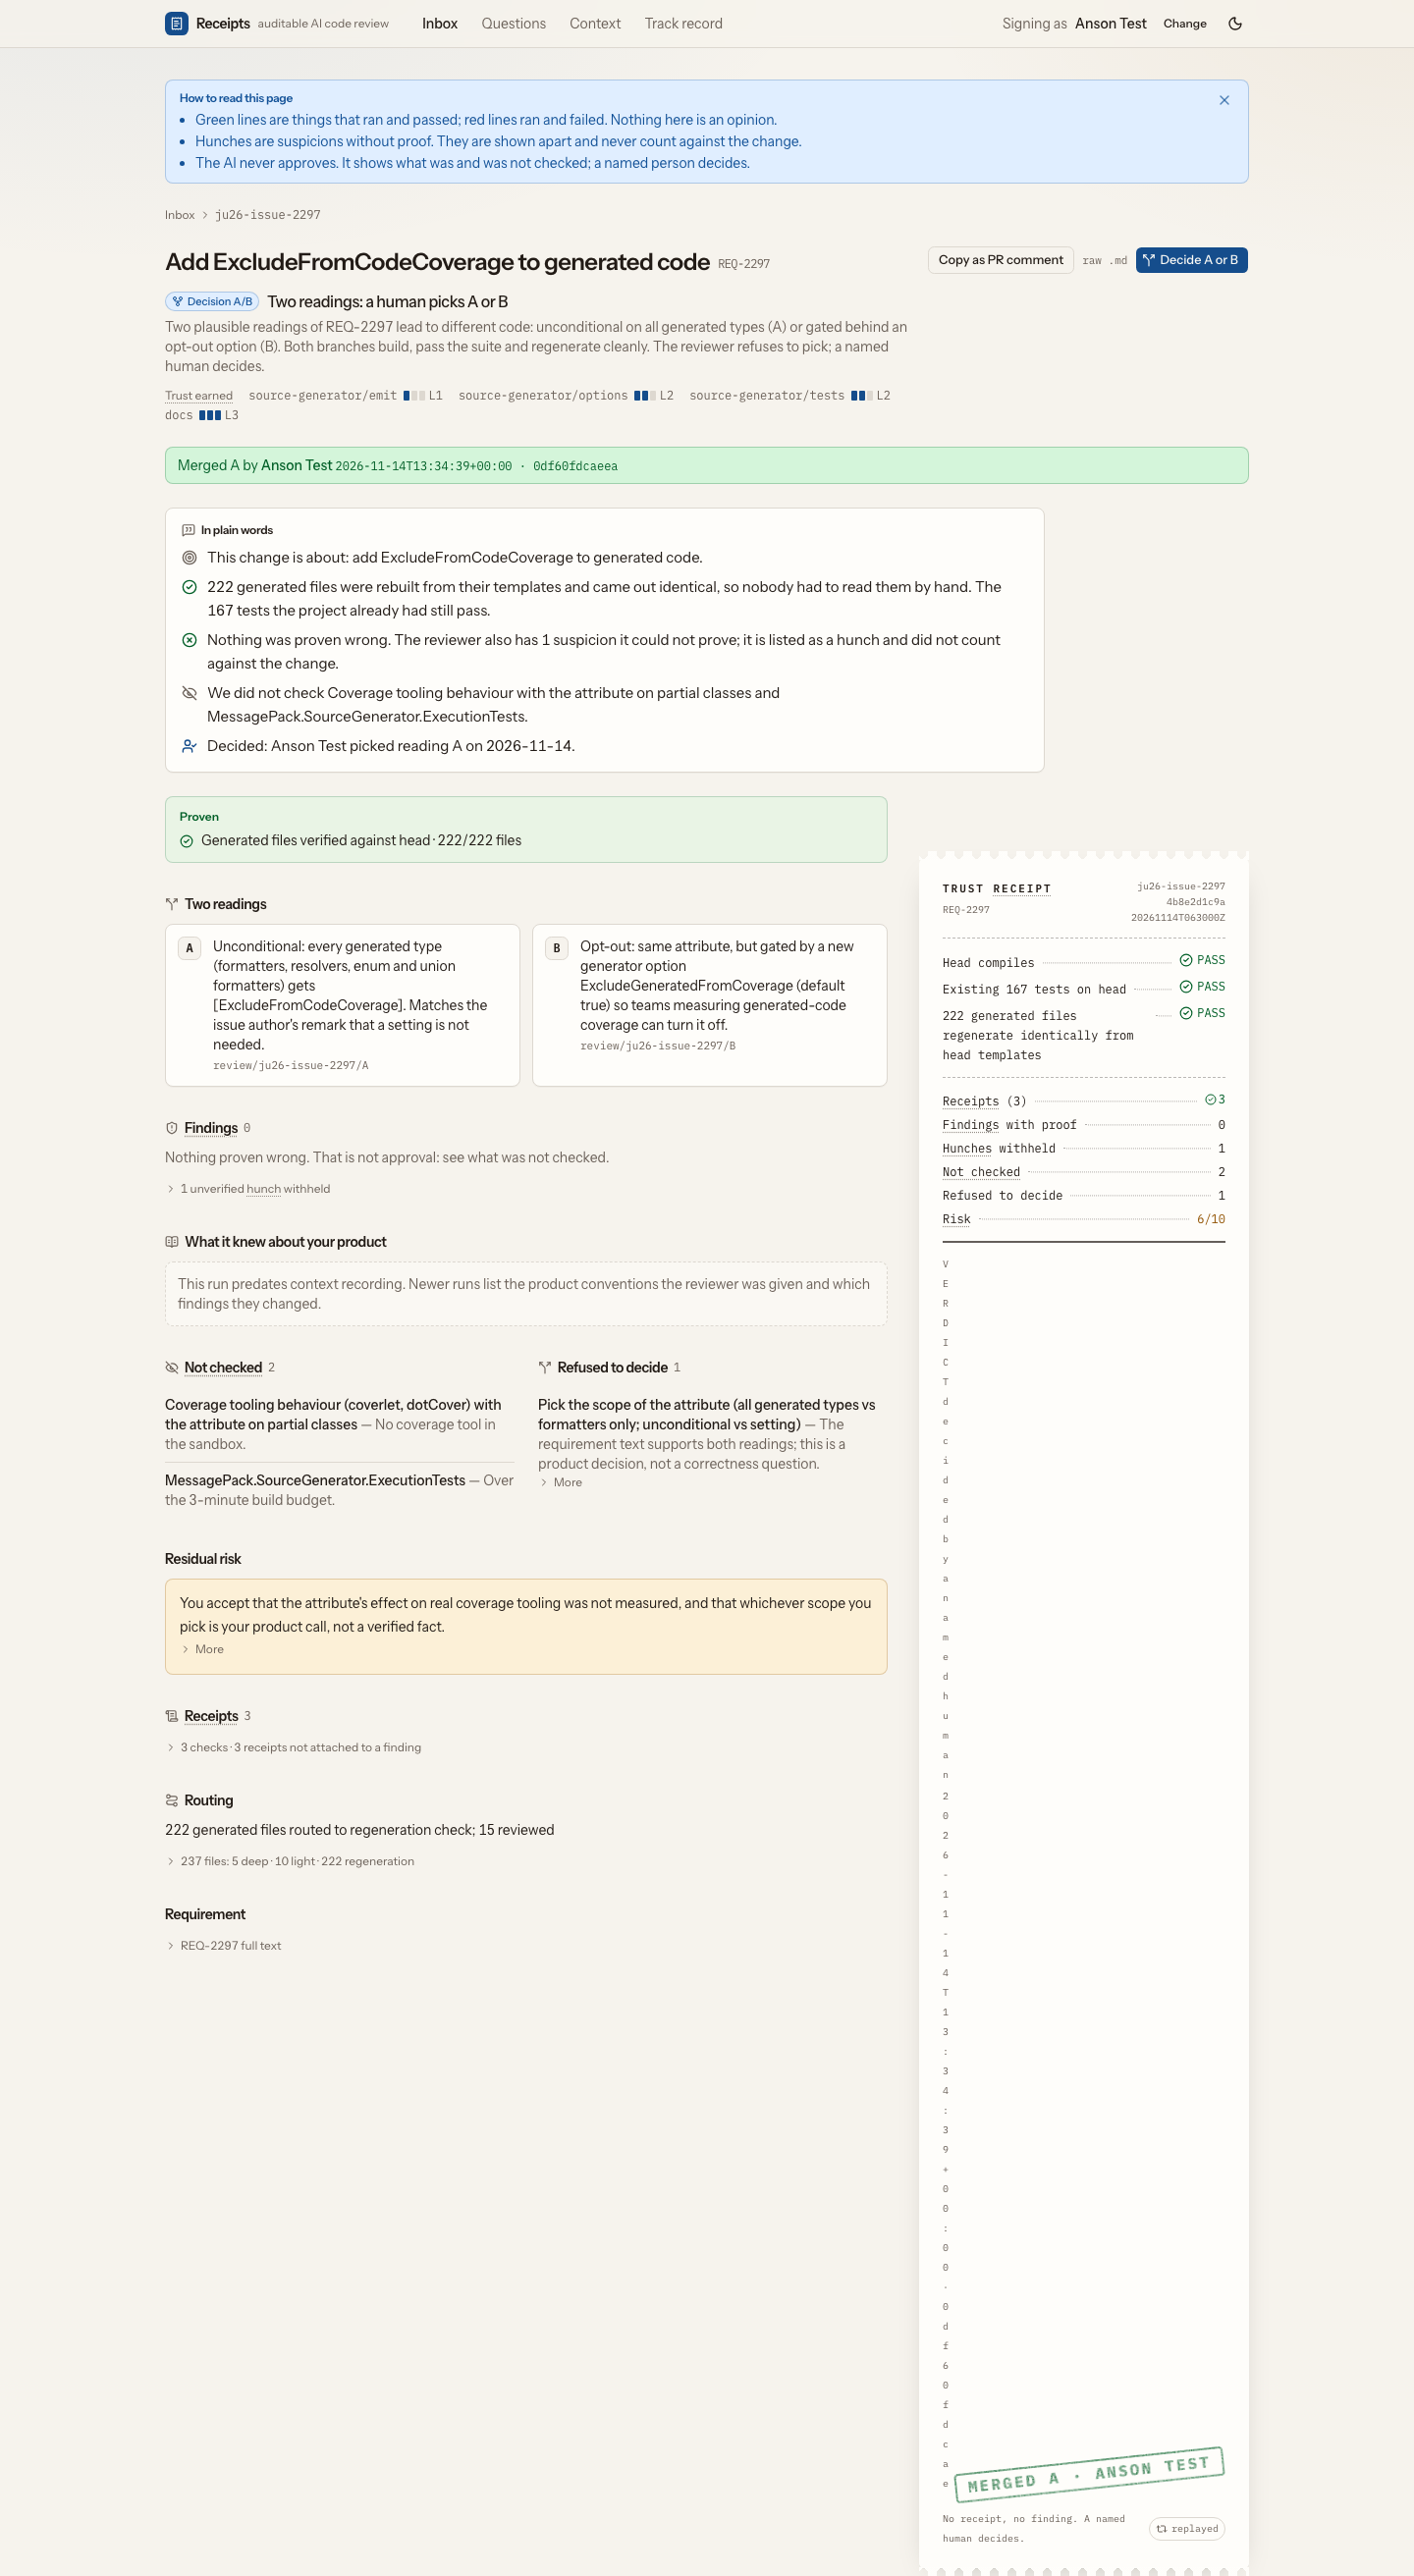 Receipts auditable AI code review Inbox Questions Context Track record Signing as Anson Test Change
How to read this page
Green lines are things that ran and passed; red lines ran and failed. Nothing here is an opinion.
Hunches are suspicions without proof. They are shown apart and never count against the change.
The AI never approves. It shows what was and was not checked; a named person decides.
Inbox > ju26-issue-2297
Add ExcludeFromCodeCoverage to generated code REQ-2297
Copy as PR comment raw .md Decide A or B
Decision A/B Two readings: a human picks A or B
Two plausible readings of REQ-2297 lead to different code: unconditional on all generated types (A) or gated behind an
opt-out option (B). Both branches build, pass the suite and regenerate cleanly. The reviewer refuses to pick; a named
human decides.
Trust earned source-generator/emit L1 source-generator/options L2 source-generator/tests L2
docs L3
Merged A by Anson Test 2026-11-14T13:34:39+00:00 · 0df60fdcaeea
In plain words
This change is about: add ExcludeFromCodeCoverage to generated code.
222 generated files were rebuilt from their templates and came out identical, so nobody had to read them by hand. The
167 tests the project already had still pass.
Nothing was proven wrong. The reviewer also has 1 suspicion it could not prove; it is listed as a hunch and did not count
against the change.
We did not check Coverage tooling behaviour with the attribute on partial classes and
MessagePack.SourceGenerator.ExecutionTests.
Decided: Anson Test picked reading A on 2026-11-14.
Proven
Generated files verified against head · 222/222 files
Two readings
A
Unconditional: every generated type
(formatters, resolvers, enum and union
formatters) gets
[ExcludeFromCodeCoverage]. Matches the
issue author's remark that a setting is not
needed.
review/ju26-issue-2297/A
B
Opt-out: same attribute, but gated by a new
generator option
ExcludeGeneratedFromCoverage (default
true) so teams measuring generated-code
coverage can turn it off.
review/ju26-issue-2297/B
Findings 0
Nothing proven wrong. That is not approval: see what was not checked.
1 unverified hunch withheld
What it knew about your product
This run predates context recording. Newer runs list the product conventions the reviewer was given and which
findings they changed.
Not checked 2
Coverage tooling behaviour (coverlet, dotCover) with
the attribute on partial classes — No coverage tool in
the sandbox.
MessagePack.SourceGenerator.ExecutionTests — Over
the 3-minute build budget.
Refused to decide 1
Pick the scope of the attribute (all generated types vs
formatters only; unconditional vs setting) — The
requirement text supports both readings; this is a
product decision, not a correctness question.
More
Residual risk
You accept that the attribute's effect on real coverage tooling was not measured, and that whichever scope you
pick is your product call, not a verified fact.
More
Receipts 3
3 checks · 3 receipts not attached to a finding
Routing
222 generated files routed to regeneration check; 15 reviewed
237 files: 5 deep · 10 light · 222 regeneration
Requirement
REQ-2297 full text
TRUST RECEIPT
REQ-2297
ju26-issue-2297
4b8e2d1c9a
20261114T063000Z
Head compiles PASS
Existing 167 tests on head PASS
222 generated files PASS
regenerate identically from
head templates
Receipts (3) 3
Findings with proof 0
Hunches withheld 1
Not checked 2
Refused to decide 1
Risk 6/10
V
E
R
D
I
C
T
d
e
c
i
d
e
d
b
y
a
n
a
m
e
d
h
u
m
a
n
2
0
2
6
-
1
1
-
1
4
T
1
3
:
3
4
:
3
9
+
0
0
:
0
0
·
0
d
f
6
0
f
d
c
a
e
MERGED A · ANSON TEST
No receipt, no finding. A named
human decides.
replayed